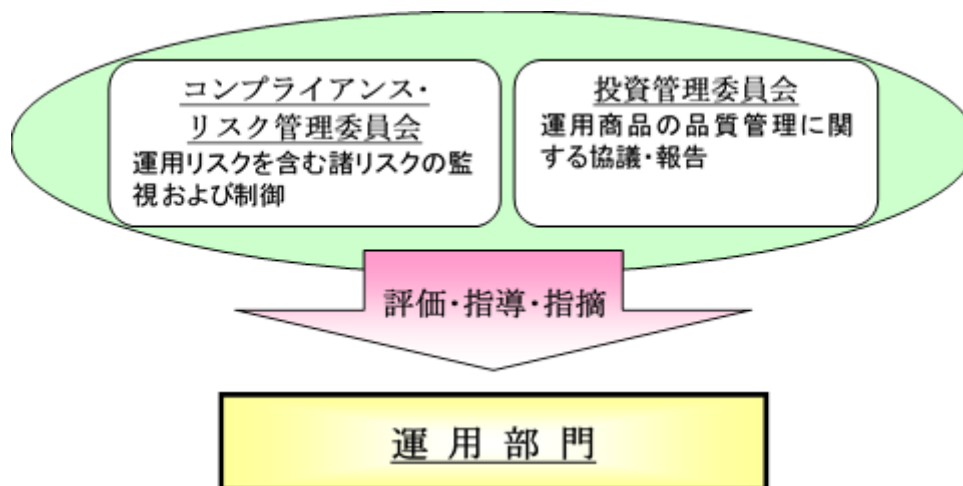 コンプライアンス・
リスク管理委員会
運用リスクを含む諸リスクの監
視および制御
投資管理委員会
運用商品の品質管理に関
する協議・報告
評価・指導・指摘
運用部門